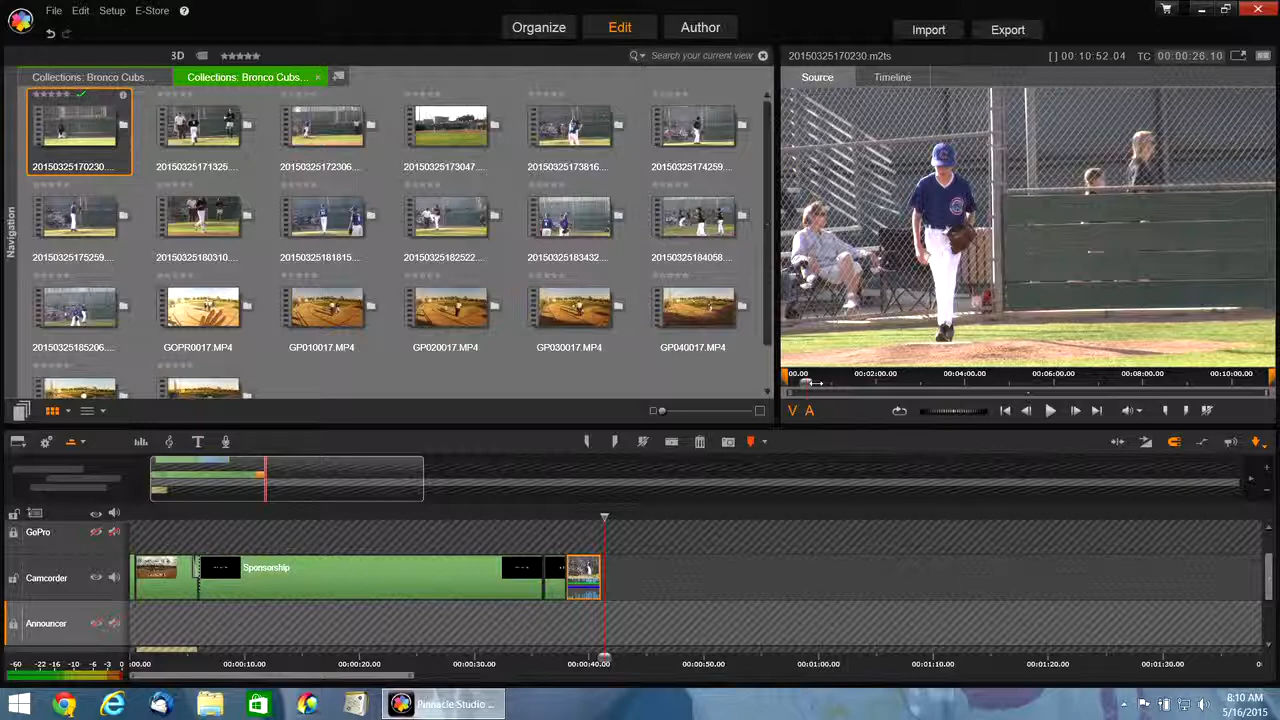 File Edit Setup E-Store ?
Organize Edit Author
Import Export
3D
Search your current view
20150325170230.m2ts
[ ] 00:10:52.04 TC 00:00:26.10
Collections: Bronco Cubs... Collections: Bronco Cubs... ×
Source Timeline
20150325170230.... 20150325171325.... 20150325172306.... 20150325173047.... 20150325173816.... 20150325174259....
Navigation
20150325175259.... 20150325180310.... 20150325181815.... 20150325182522.... 20150325183432.... 20150325184058....
20150325185206.... GOPR0017.MP4 GP010017.MP4 GP020017.MP4 GP030017.MP4 GP040017.MP4
00.00 00:02:00.00 00:04:00.00 00:06:00.00 00:08:00.00 00:10:00.00
V A
GoPro
Camcorder
Sponsorship
Announcer
-60 -22 -16 -10 -6 -3 0
:00.00 00:00:10.00 00:00:20.00 00:00:30.00 00:00:40.00 00:00:50.00 00:01:00.00 00:01:10.00 00:01:20.00 00:01:30.00
Pinnacle Studio ...
8:10 AM
5/16/2015